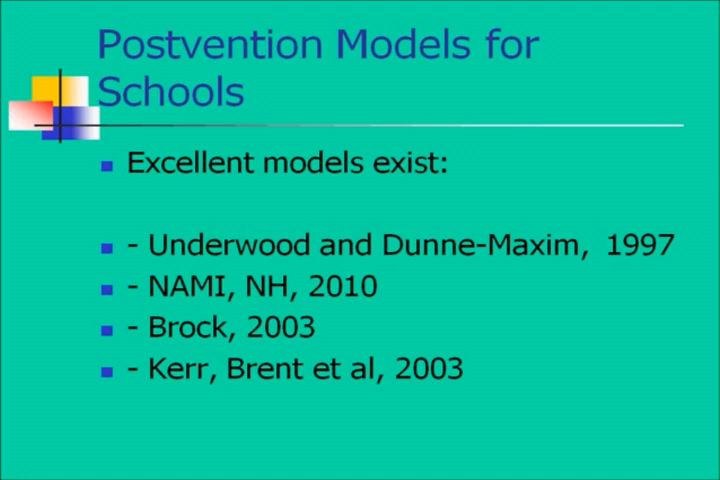 Postvention Models for
Schools
Excellent models exist:
- Underwood and Dunne-Maxim, 1997
- NAMI, NH, 2010
- Brock, 2003
- Kerr, Brent et al, 2003